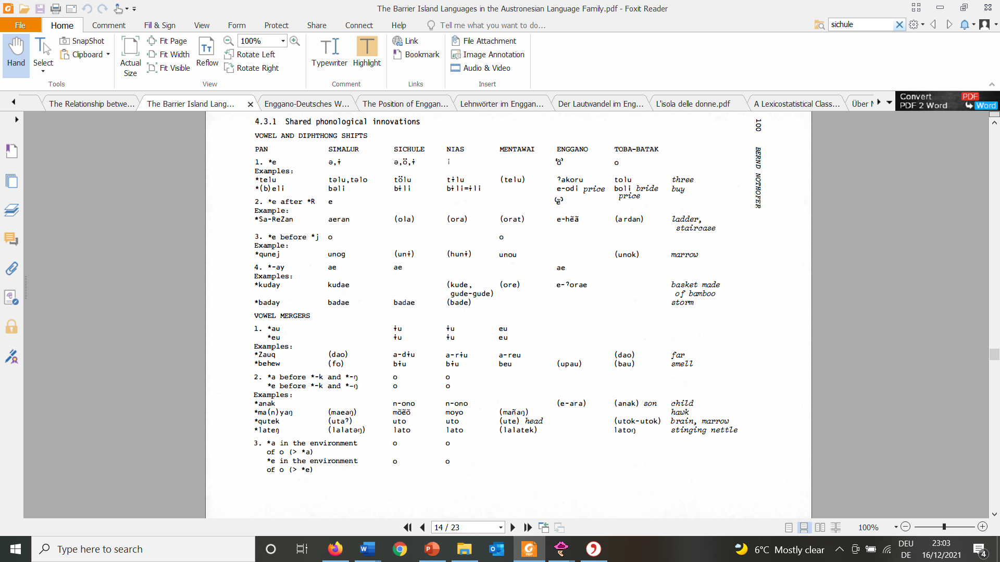 The Barrier Island Languages in the Austronesian Language Family.pdf - Foxit Reader
File Home Comment Fill & Sign View Form Protect Share Connect Help Tell me what you want to do... sichule
Hand
Select
SnapShot
Clipboard
Tools
Actual Size
Fit Page
Fit Width
Fit Visible
Reflow
100%
Rotate Left
Rotate Right
View
Typewriter
Highlight
Comment
Link
Bookmark
Links
File Attachment
Image Annotation
Audio & Video
Insert
The Relationship betwe... The Barrier Island Lang... Enggano-Deutsches W... The Position of Enggan... Lehnwörter im Enggan... Der Lautwandel im Eng... L'isola delle donne.pdf A Lexicostatistical Class... Über
Convert PDF
PDF 2 Word Word
4.3.1 Shared phonological innovations
100 BERND NOTHOFER
VOWEL AND DIPHTHONG SHIFTS
PAN SIMALUR SICHULE NIAS MENTAWAI ENGGANO TOBA-BATAK
1. *e ə,ɨ ə,ö,ɨ ɨ (õ) o
Examples:
*telu təlu,təlo tölu tɨlu (telu) ˀakoru tolu three
*(b)eli bəli bɨli bɨli=ɨli e-odi price boli bride price buy
2. *e after *R e (ẽ)
Example:
*Sa-ReZan aeran (ola) (ora) (orat) e-hẽã (ardan) ladder, staircase
3. *e before *j o o
Example:
*qunej unog (unɨ) (hunɨ) unou (unok) marrow
4. *-ay ae ae ae
Examples:
*kuday kudae (kude, gude-gude) (ore) e-ˀorae basket made of bamboo
*baday badae badae (bade) storm
VOWEL MERGERS
1. *au ɨu ɨu eu
*eu ɨu ɨu eu
Examples:
*Zauq (dao) a-dɨu a-rɨu a-reu (dao) far
*behew (fo) bɨu bɨu beu (upau) (bau) smell
2. *a before *-k and *-ŋ o o
*e before *-k and *-ŋ o o
Examples:
*anak n-ono n-ono (e-ara) (anak) son child
*ma(n)yaŋ (maeaŋ) mõẽõ moyo (mañaŋ) hawk
*qutek (utaˀ) uto uto (ute) head (utok-utok) brain, marrow
*lateŋ (lalatəŋ) lato lato (lalatek) latoŋ stinging nettle
3. *a in the environment o o
of o (> *a)
*e in the environment o o
of o (> *e)
14 / 23
100%
Type here to search
6°C Mostly clear
DEU
DE
23:03
16/12/2021
4